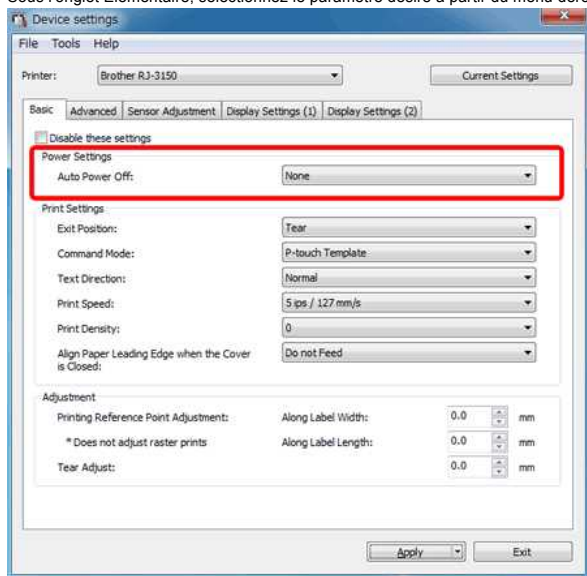 Device settings
File Tools Help
Printer: Brother RJ-3150 Current Settings
Basic Advanced Sensor Adjustment Display Settings (1) Display Settings (2)
Disable these settings
Power Settings
Auto Power Off: None
Print Settings
Exit Position: Tear
Command Mode: P-touch Template
Text Direction: Normal
Print Speed: 5 ips / 127 mm/s
Print Density: 0
Align Paper Leading Edge when the Cover is Closed: Do not Feed
Adjustment
Printing Reference Point Adjustment: Along Label Width: 0.0 mm
* Does not adjust raster prints Along Label Length: 0.0 mm
Tear Adjust: 0.0 mm
Apply Exit